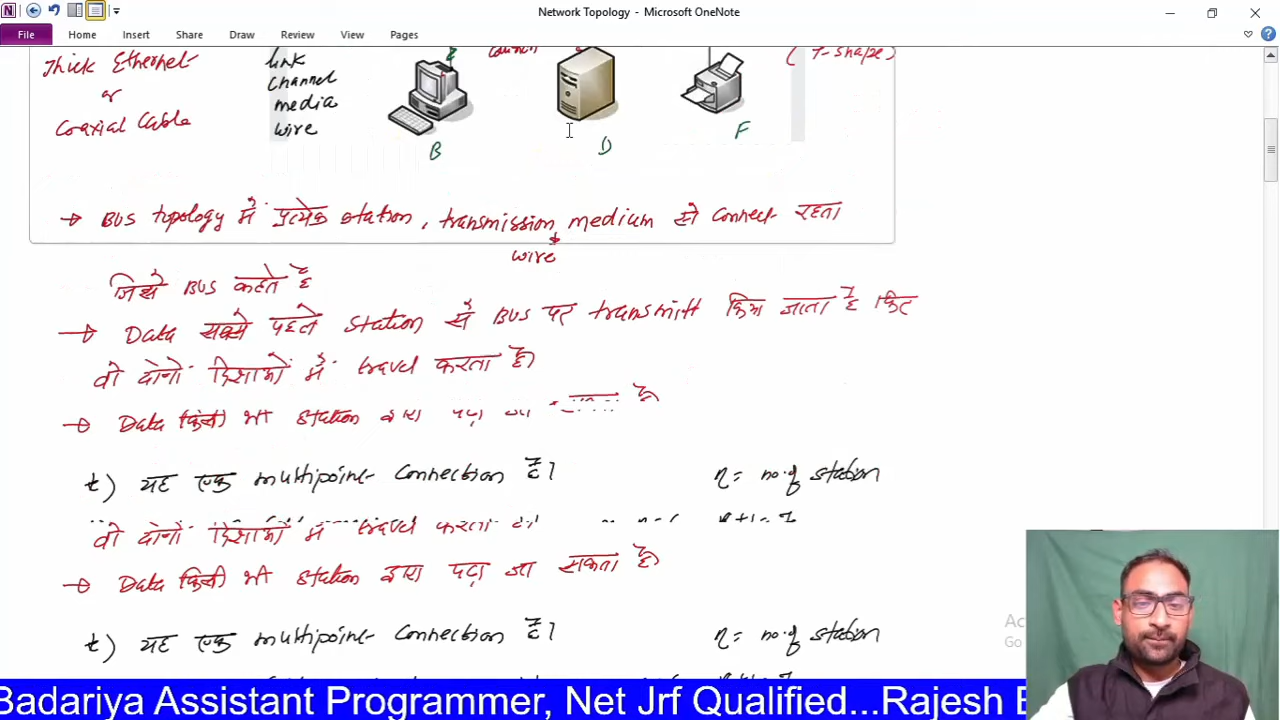 Network Topology - Microsoft OneNote
File Home Insert Share Draw Review View Pages
Thick Ethernet
or
Coaxial Cable
link
channel
media
wire
(T-shape)
B
D
F
→ BUS topology में प्रत्येक station, transmission medium से connect रहता
wire
जिसे BUS कहते है
→ Data सबसे पहले station से BUS पर transmitt किया जाता है फिर
वो दोनो दिशाओं में travel करता है।
→ Data किसी भी station द्वारा पढ़ा जा
t) यह एक multipoint connection है।
n = no. of station
वो दोनो दिशाओं में travel करता
→ Data किसी भी station द्वारा पढ़ा जा सकता है।
t) यह एक multipoint connection है।
n = no. of station
Badariya Assistant Programmer, Net Jrf Qualified...Rajesh B